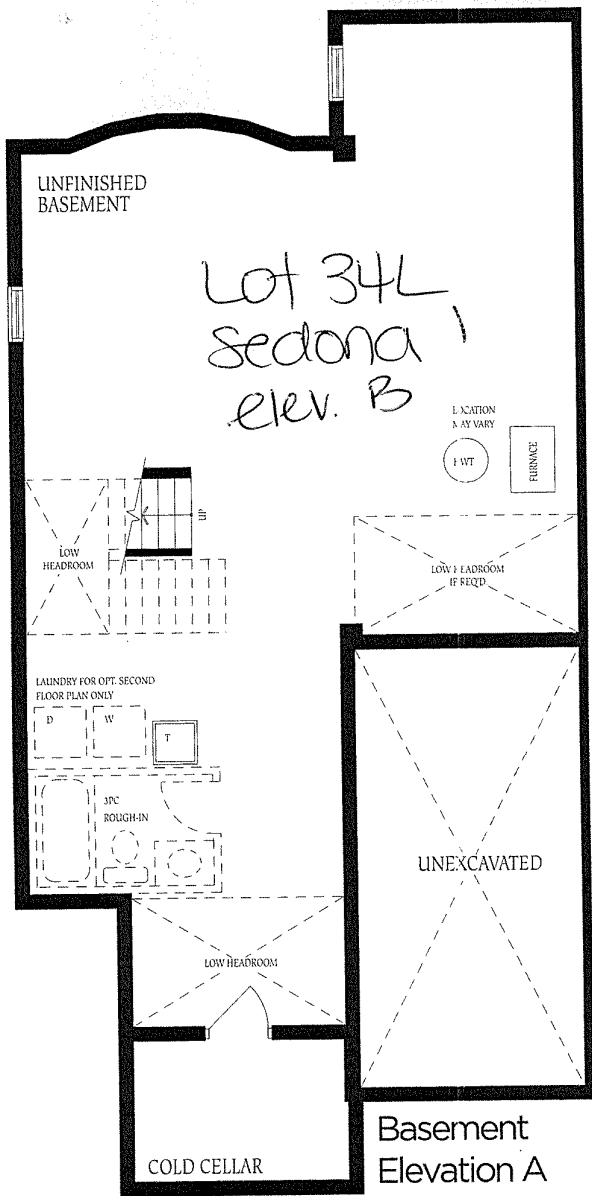 UNFINISHED
BASEMENT
Lot 34L
Sedona 1
elev. B
LOCATION
MAY VARY
HWT
FURNACE
UP
LOW
HEADROOM
LOW HEADROOM
IF REQ'D
LAUNDRY FOR OPT. SECOND
FLOOR PLAN ONLY
D
W
T
3PC
ROUGH-IN
UNEXCAVATED
LOW HEADROOM
COLD CELLAR
Basement
Elevation A